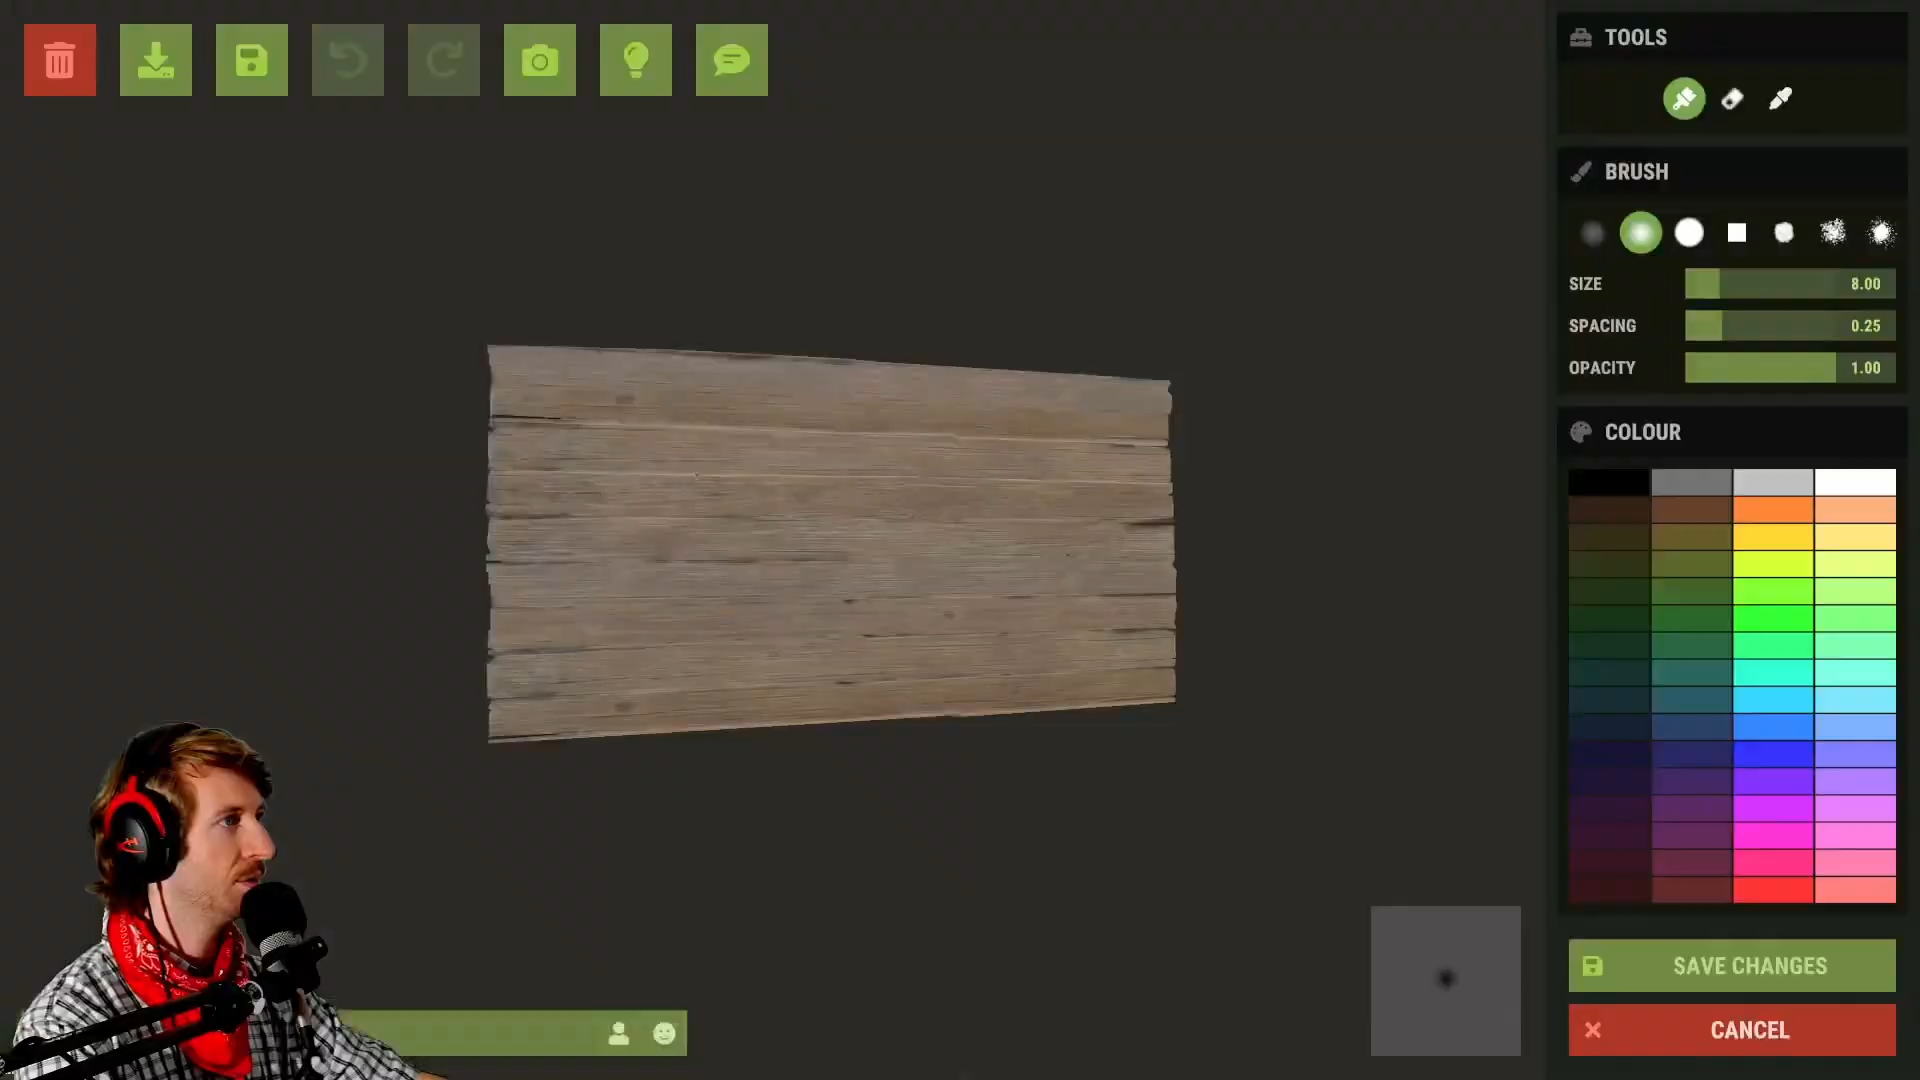 TOOLS
BRUSH
SIZE 8.00
SPACING 0.25
OPACITY 1.00
COLOUR
SAVE CHANGES
CANCEL